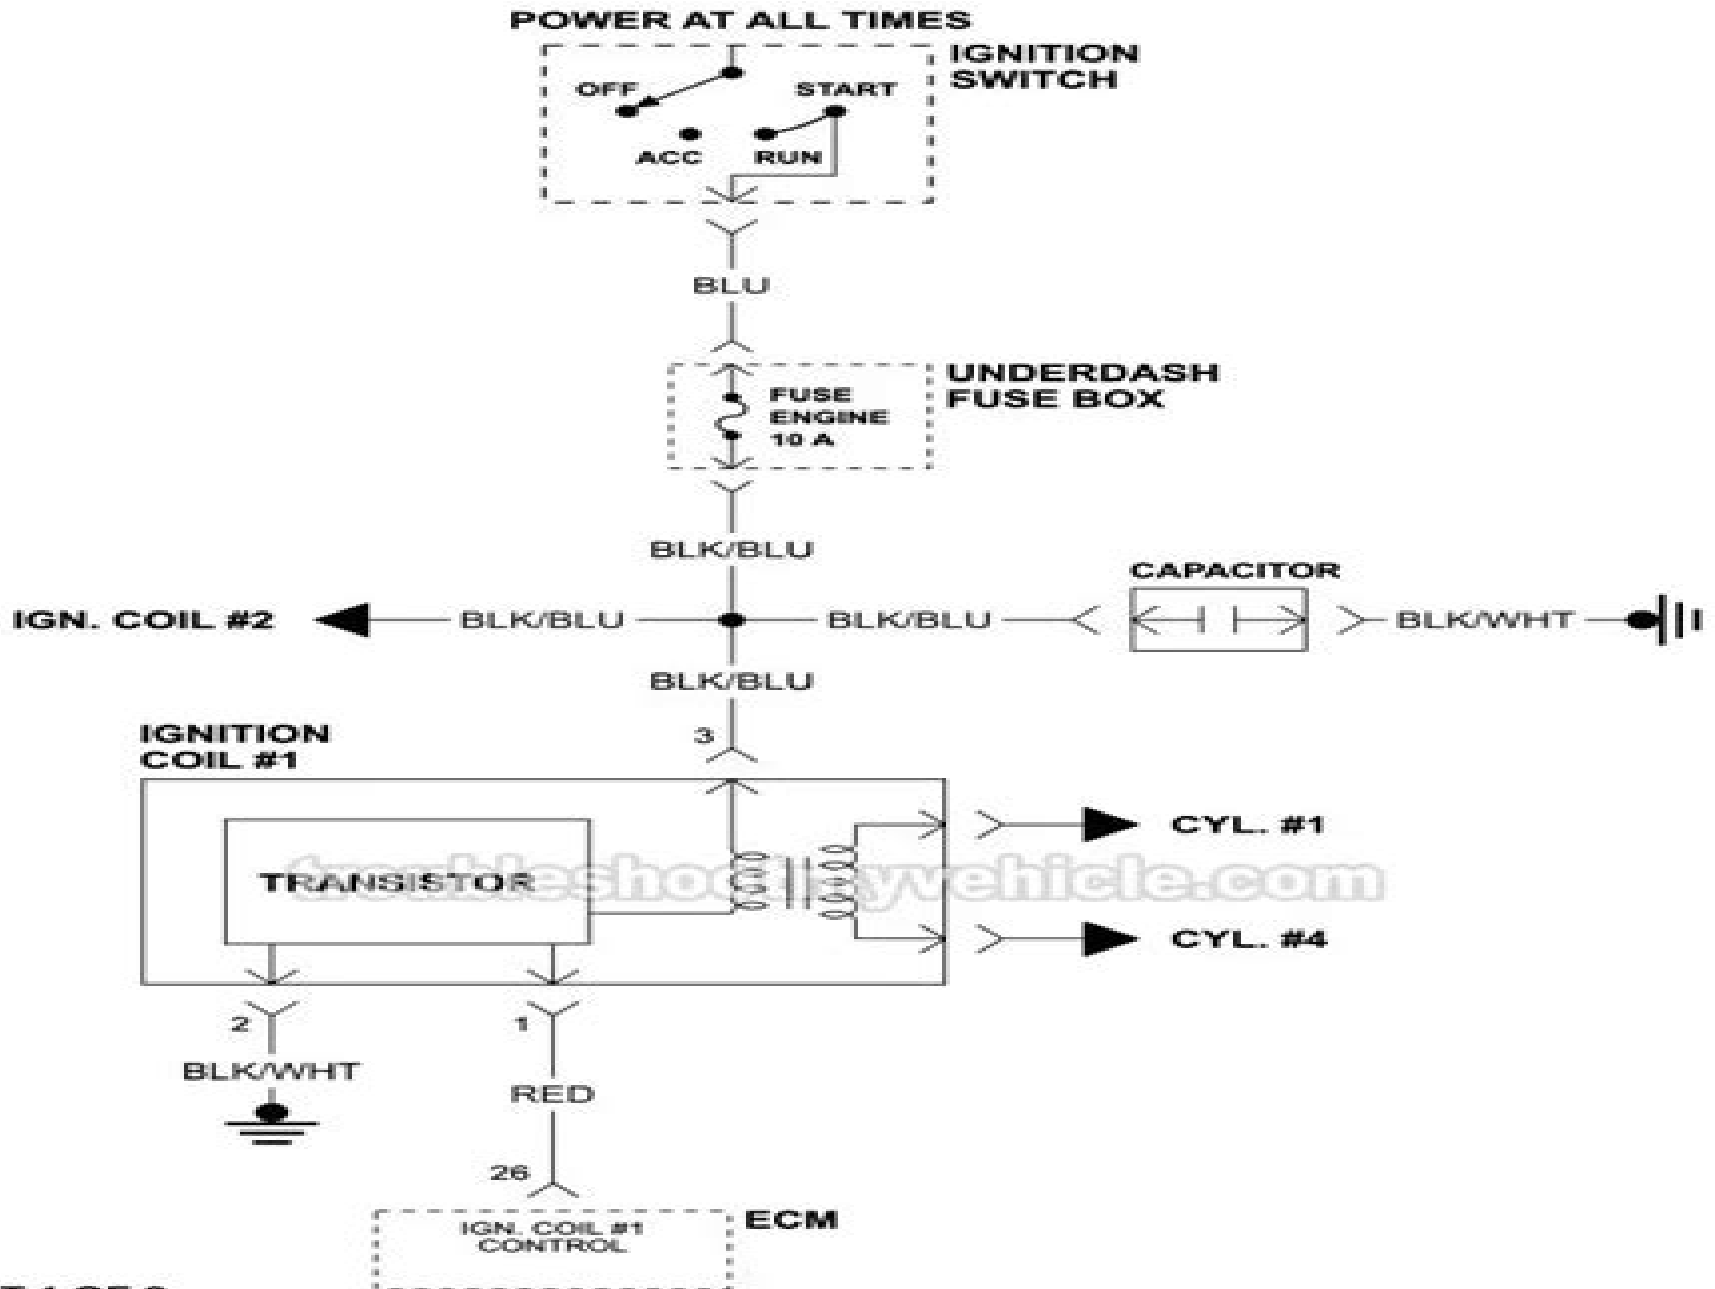 POWER AT ALL TIMES
IGNITION
SWITCH
OFF
START
ACC
RUN
BLU
UNDERDASH
FUSE BOX
FUSE
ENGINE
10 A
BLK/BLU
CAPACITOR
IGN. COIL #2
BLK/BLU
BLK/BLU
BLK/WHT
BLK/BLU
IGNITION
COIL #1
3
CYL. #1
TRANSISTOR
CYL. #4
2
1
BLK/WHT
RED
26
ECM
IGN. COIL #1
CONTROL